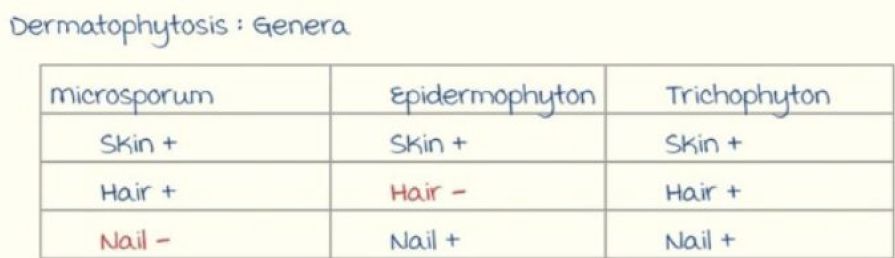 Dermatophytosis : Genera
microsporum Epidermophyton Trichophyton
Skin + Skin + Skin +
Hair + Hair - Hair +
Nail - Nail + Nail +